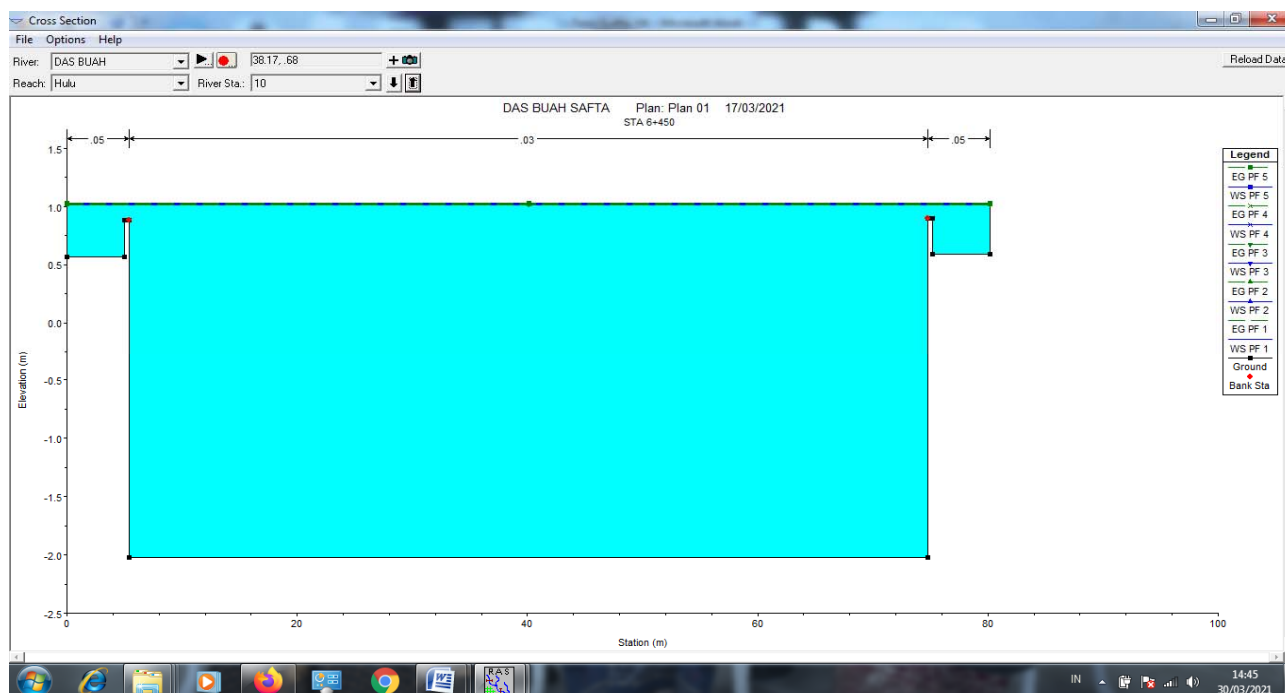 Cross Section
File Options Help
River: DAS BUAH 38.17, .68 Reload Data
Reach: Hulu River Sta.: 10
DAS BUAH SAFTA Plan: Plan 01 17/03/2021
STA 6+450
.05 .03 .05
Legend
EG PF 5
WS PF 5
EG PF 4
WS PF 4
EG PF 3
WS PF 3
EG PF 2
WS PF 2
EG PF 1
WS PF 1
Ground
Bank Sta
1.5
1.0
0.5
0.0
-0.5
-1.0
-1.5
-2.0
-2.5
Elevation (m)
0 20 40 60 80 100
Station (m)
RAS
IN 14:45
30/03/2021